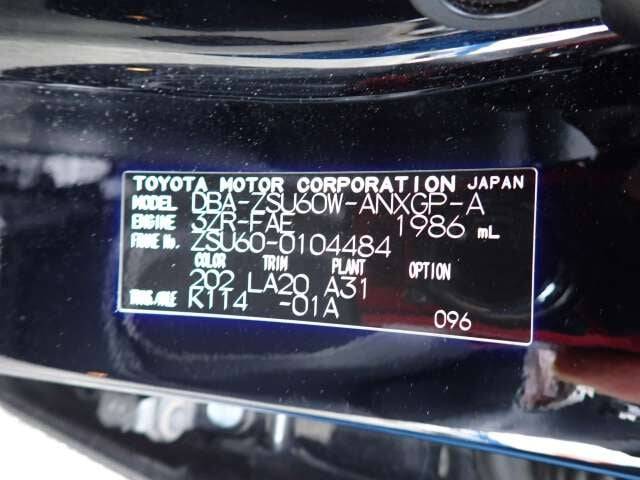 TOYOTA MOTOR CORPORATION JAPAN
MODEL DBA-ZSU60W-ANXGP-A
ENGINE 3ZR-FAE 1986 mL
FRAME No. ZSU60-0104484
COLOR TRIM PLANT OPTION
202 LA20 A31
TRANS.AXLE K114 -01A 096